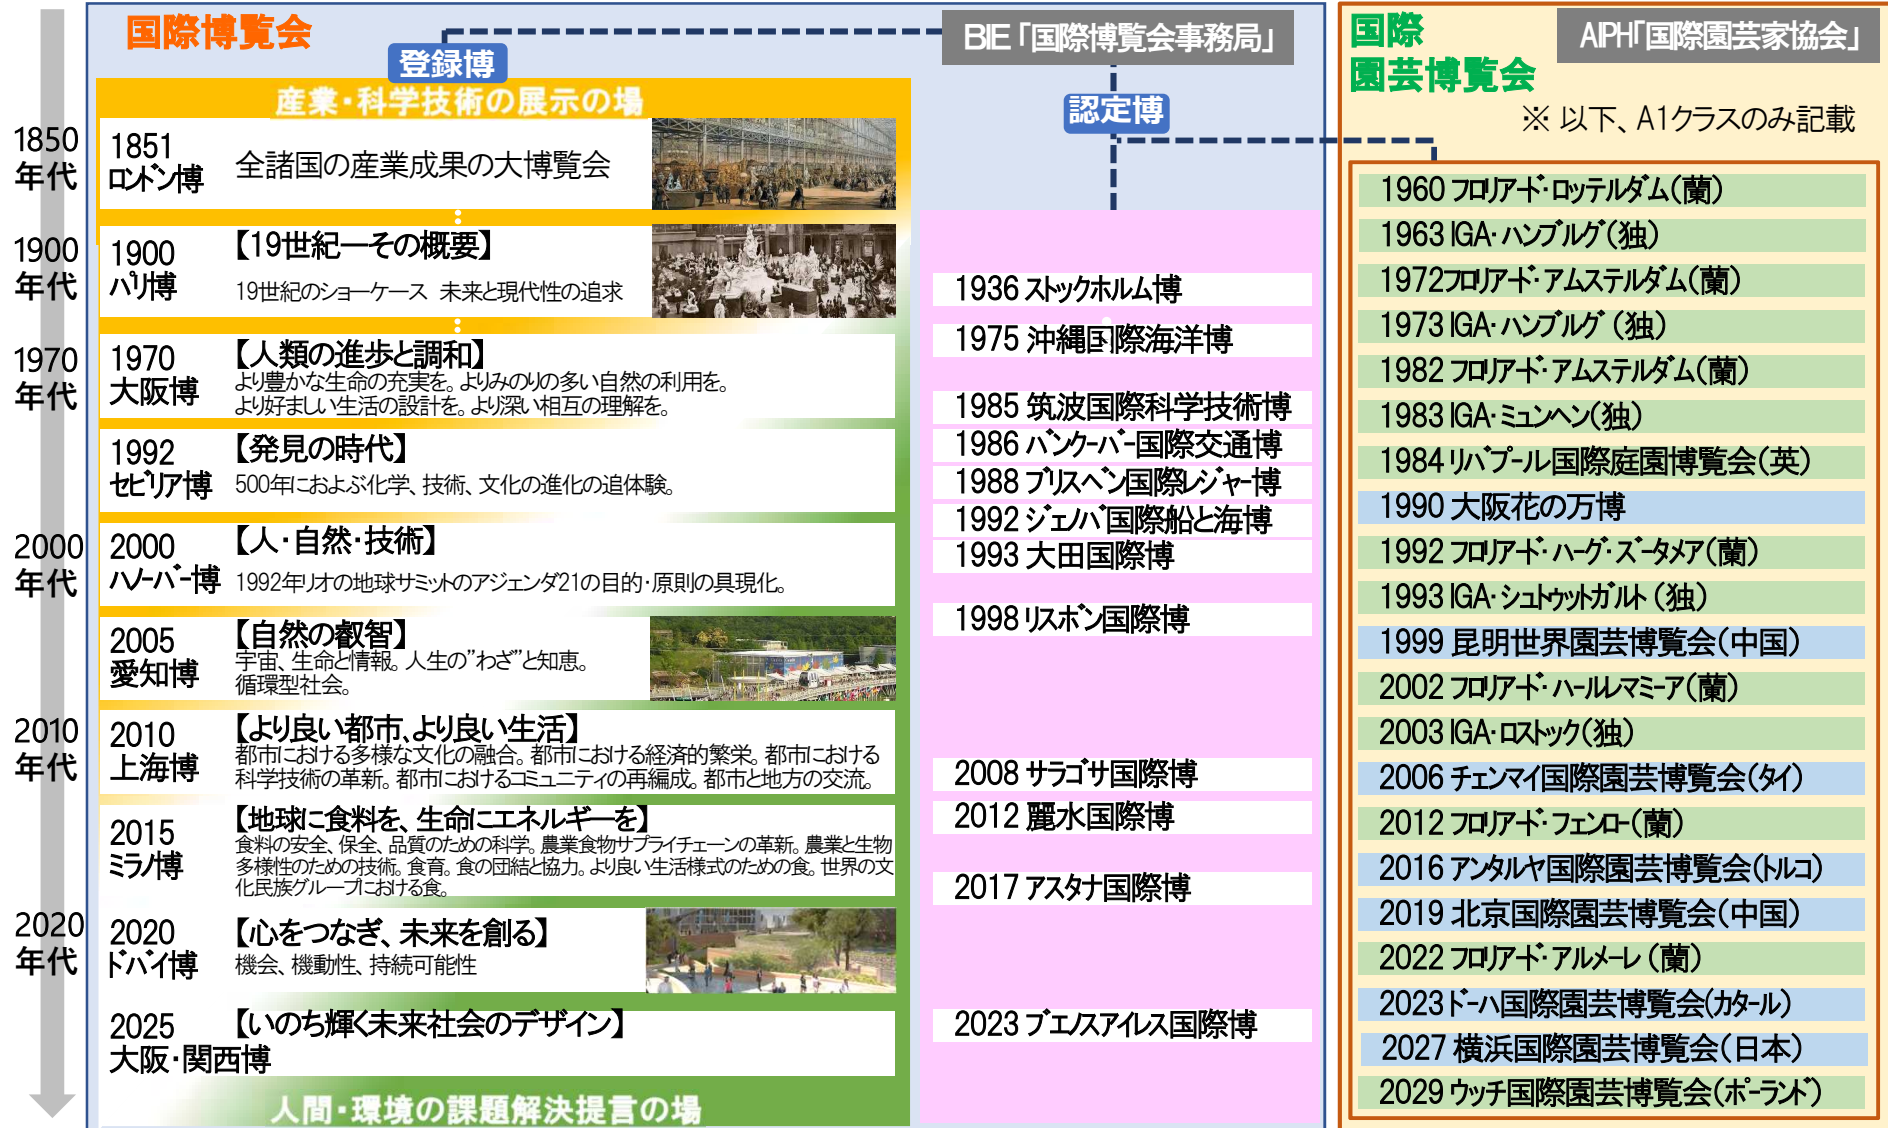 国際博覧会
BIE「国際博覧会事務局」
登録博
認定博
産業・科学技術の展示の場
1850
年代
1851
ロンドン博
全諸国の産業成果の大博覧会
1900
年代
1900
パリ博
【19世紀ーその概要】
19世紀のショーケース 未来と現代性の追求
1970
年代
1970
大阪博
【人類の進歩と調和】
より豊かな生命の充実を。よりみのりの多い自然の利用を。
より好ましい生活の設計を。より深い相互の理解を。
1992
セビリア博
【発見の時代】
500年におよぶ化学、技術、文化の進化の追体験。
2000
年代
2000
ハノーバー博
【人・自然・技術】
1992年リオの地球サミットのアジェンダ21の目的・原則の具現化。
2005
愛知博
【自然の叡智】
宇宙、生命と情報。人生の”わざ”と知恵。
循環型社会。
2010
年代
2010
上海博
【より良い都市、より良い生活】
都市における多様な文化の融合。都市における経済的繁栄。都市における
科学技術の革新。都市におけるコミュニティの再編成。都市と地方の交流。
2015
ミラノ博
【地球に食料を、生命にエネルギーを】
食料の安全、保全、品質のための科学。農業食物サプライチェーンの革新。農業と生物
多様性のための技術。食育。食の団結と協力。より良い生活様式のための食。世界の文
化民族グループにおける食。
2020
年代
2020
ドバイ博
【心をつなぎ、未来を創る】
機会、機動性、持続可能性
2025
大阪・関西博
【いのち輝く未来社会のデザイン】
人間・環境の課題解決提言の場
1936 ストックホルム博
1975 沖縄国際海洋博
1985 筑波国際科学技術博
1986 バンクーバー国際交通博
1988 ブリスベン国際レジャー博
1992 ジェノバ国際船と海博
1993 大田国際博
1998 リスボン国際博
2008 サラゴサ国際博
2012 麗水国際博
2017 アスタナ国際博
2023 ブエノスアイレス国際博
国際
園芸博覧会
AIPH「国際園芸家協会」
※ 以下、A1クラスのみ記載
1960 フロリアード・ロッテルダム(蘭)
1963 IGA・ハンブルグ(独)
1972フロリアード・アムステルダム(蘭)
1973 IGA・ハンブルグ (独)
1982 フロリアード・アムステルダム(蘭)
1983 IGA・ミュンヘン(独)
1984 リバプール国際庭園博覧会(英)
1990 大阪花の万博
1992 フロリアード・ハーグ・ズータメア(蘭)
1993 IGA・シュトゥットガルト (独)
1999 昆明世界園芸博覧会(中国)
2002 フロリアード・ハールレマミーア(蘭)
2003 IGA・ロストック(独)
2006 チェンマイ国際園芸博覧会(タイ)
2012 フロリアード・フェンロー(蘭)
2016 アンタルヤ国際園芸博覧会(トルコ)
2019 北京国際園芸博覧会(中国)
2022 フロリアード・アルメーレ (蘭)
2023ドーハ国際園芸博覧会(カタール)
2027 横浜国際園芸博覧会(日本)
2029 ウッチ国際園芸博覧会(ポーランド)